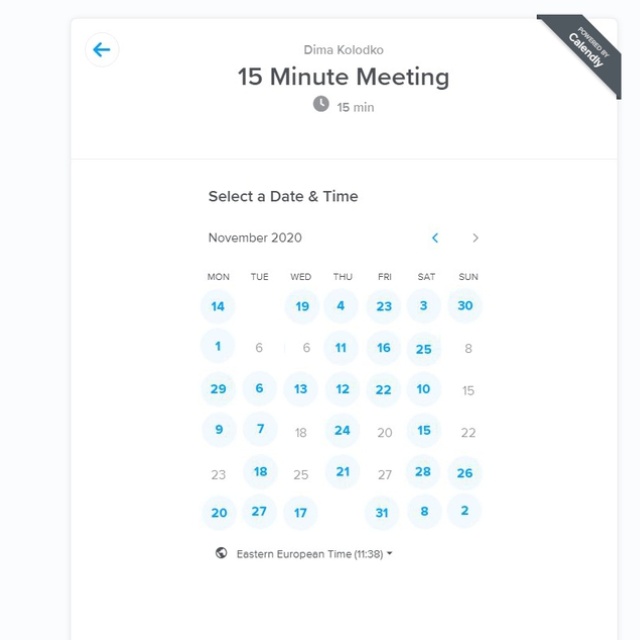 Dima Kolodko
POWERED BY
Calendly
15 Minute Meeting
15 min
Select a Date & Time
November 2020
MON TUE WED THU FRI SAT SUN
14 19 4 23 3 30
1 6 6 11 16 25 8
29 6 13 12 22 10 15
9 7 18 24 20 15 22
23 18 25 21 27 28 26
20 27 17 31 8 2
Eastern European Time (11:38)